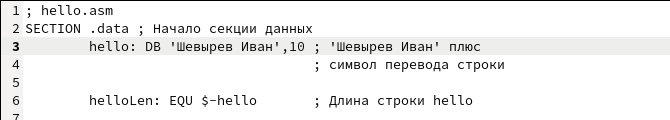 1 ; hello.asm
2 SECTION .data ; Начало секции данных
3 hello: DB 'Шевырев Иван',10 ; 'Шевырев Иван' плюс
4 ; символ перевода строки
5
6 helloLen: EQU $-hello ; Длина строки hello
7